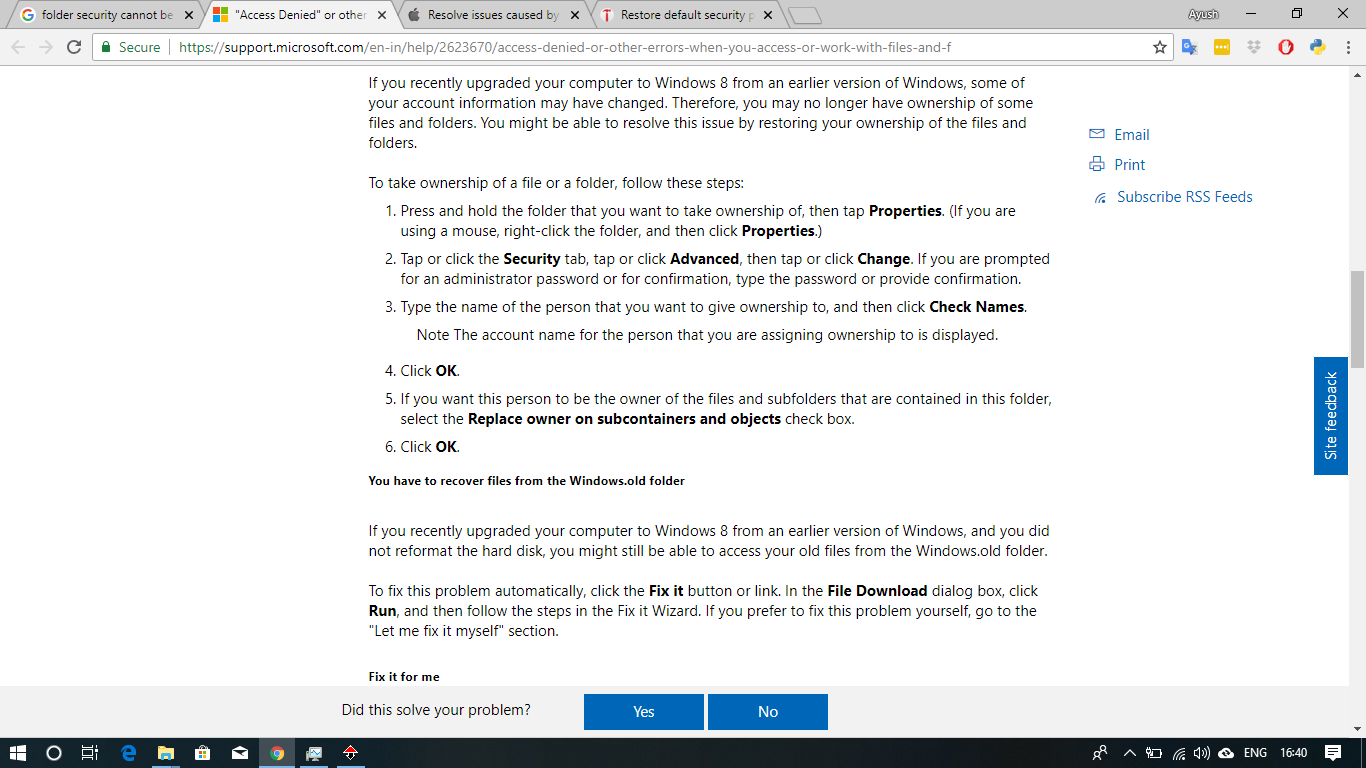 folder security cannot be
"Access Denied" or other
Resolve issues caused by
Restore default security p
Ayush
Secure
https://support.microsoft.com/en-in/help/2623670/access-denied-or-other-errors-when-you-access-or-work-with-files-and-f
If you recently upgraded your computer to Windows 8 from an earlier version of Windows, some of
your account information may have changed. Therefore, you may no longer have ownership of some
files and folders. You might be able to resolve this issue by restoring your ownership of the files and
folders.
To take ownership of a file or a folder, follow these steps:
1. Press and hold the folder that you want to take ownership of, then tap Properties. (If you are
using a mouse, right-click the folder, and then click Properties.)
2. Tap or click the Security tab, tap or click Advanced, then tap or click Change. If you are prompted
for an administrator password or for confirmation, type the password or provide confirmation.
3. Type the name of the person that you want to give ownership to, and then click Check Names.
Note The account name for the person that you are assigning ownership to is displayed.
4. Click OK.
5. If you want this person to be the owner of the files and subfolders that are contained in this folder,
select the Replace owner on subcontainers and objects check box.
6. Click OK.
You have to recover files from the Windows.old folder
If you recently upgraded your computer to Windows 8 from an earlier version of Windows, and you did
not reformat the hard disk, you might still be able to access your old files from the Windows.old folder.
To fix this problem automatically, click the Fix it button or link. In the File Download dialog box, click
Run, and then follow the steps in the Fix it Wizard. If you prefer to fix this problem yourself, go to the
"Let me fix it myself" section.
Fix it for me
Email
Print
Subscribe RSS Feeds
Site feedback
Did this solve your problem?
Yes
No
ENG
16:40